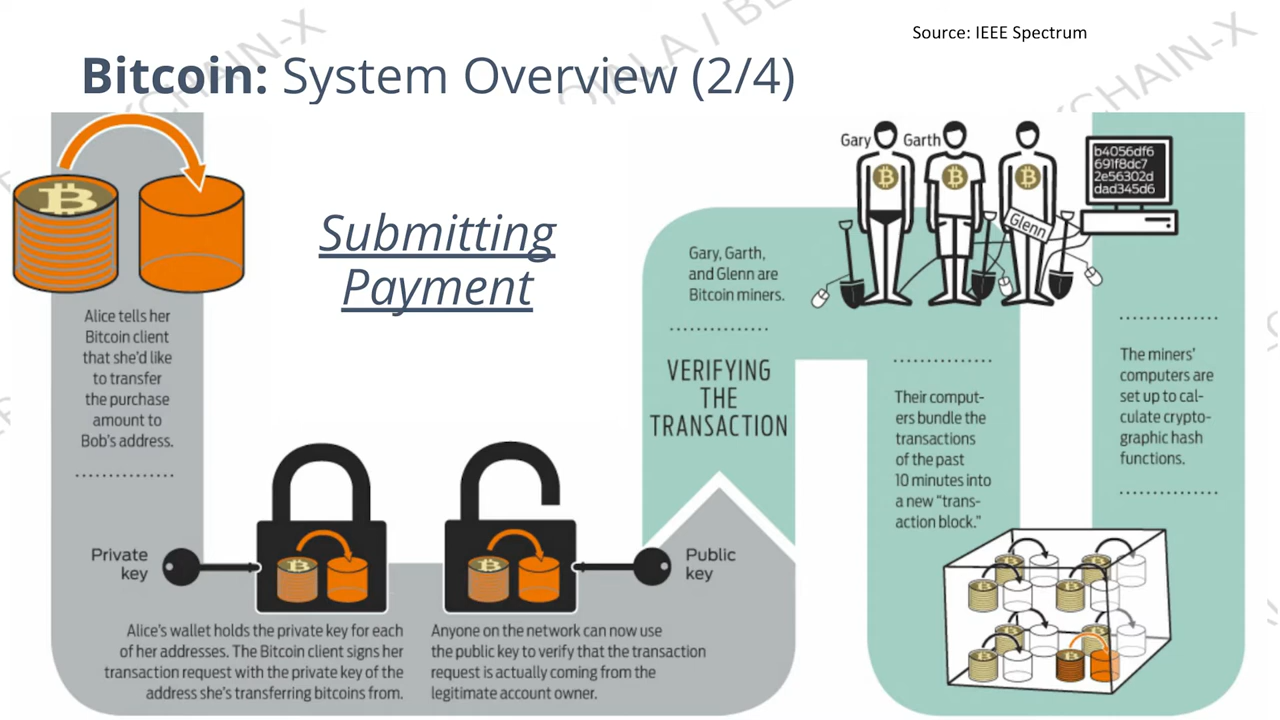 Source: IEEE Spectrum
Bitcoin: System Overview (2/4)
Submitting
Payment
Alice tells her
Bitcoin client
that she'd like
to transfer
the purchase
amount to
Bob's address.
Private
key
Alice's wallet holds the private key for each
of her addresses. The Bitcoin client signs her
transaction request with the private key of the
address she's transferring bitcoins from.
Public
key
Anyone on the network can now use
the public key to verify that the transaction
request is actually coming from the
legitimate account owner.
VERIFYING
THE
TRANSACTION
Gary, Garth,
and Glenn are
Bitcoin miners.
Gary
Garth
Glenn
b4056df6
691f8dc7
2e56302d
dad345d6
Their comput-
ers bundle the
transactions
of the past
10 minutes into
a new "trans-
action block."
The miners'
computers are
set up to cal-
culate crypto-
graphic hash
functions.